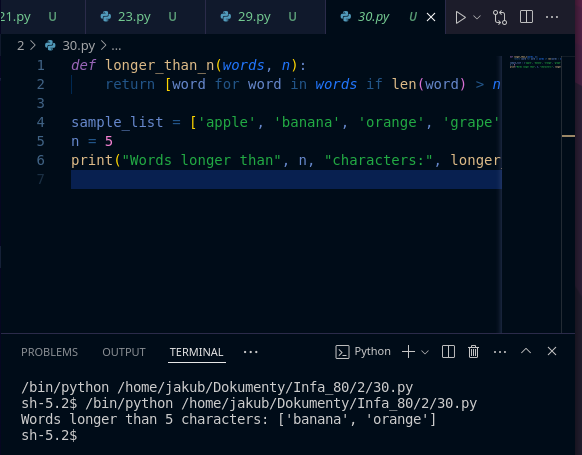 21.py U 23.py U 29.py U 30.py U
2 > 30.py > ...
1 def longer_than_n(words, n):
2 return [word for word in words if len(word) > n
3
4 sample_list = ['apple', 'banana', 'orange', 'grape'
5 n = 5
6 print("Words longer than", n, "characters:", longer_
7
PROBLEMS OUTPUT TERMINAL ... Python
/bin/python /home/jakub/Dokumenty/Infa_80/2/30.py
sh-5.2$ /bin/python /home/jakub/Dokumenty/Infa_80/2/30.py
Words longer than 5 characters: ['banana', 'orange']
sh-5.2$